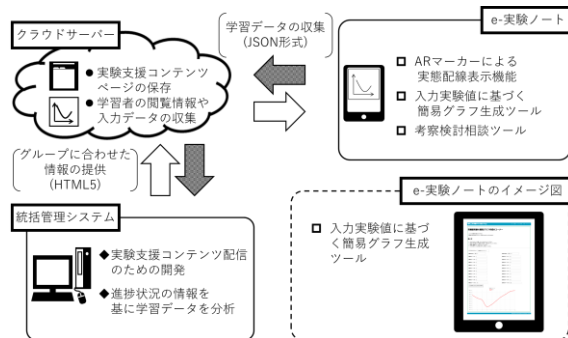 クラウドサーバー
● 実験支援コンテンツ
ページの保存
● 学習者の閲覧情報や
入力データの収集
学習データの収集
(JSON形式)
e-実験ノート
ARマーカーによる
実態配線表示機能
入力実験値に基づく
簡易グラフ生成ツール
考察検討相談ツール
グループに合わせた
情報の提供
(HTML5)
統括管理システム
◆実験支援コンテンツ配信
のための開発
◆進捗状況の情報を
基に学習データを分析
e-実験ノートのイメージ図
入力実験値に基づ
く簡易グラフ生成
ツール